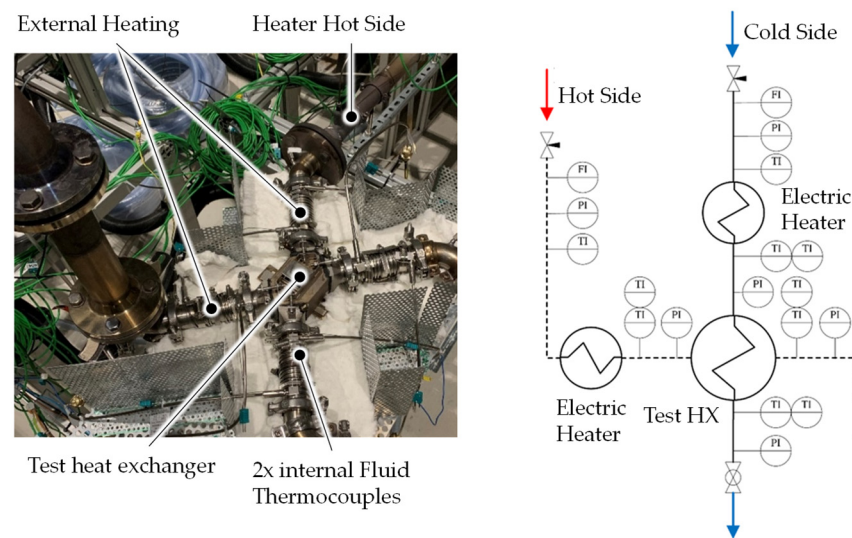 External Heating
Heater Hot Side
Test heat exchanger
2x internal Fluid
Thermocouples
Cold Side
Hot Side
FI
PI
TI
FI
PI
TI
Electric
Heater
TI TI
PI TI
TI
TI PI
TI PI
Electric
Heater
Test HX
TI TI
PI